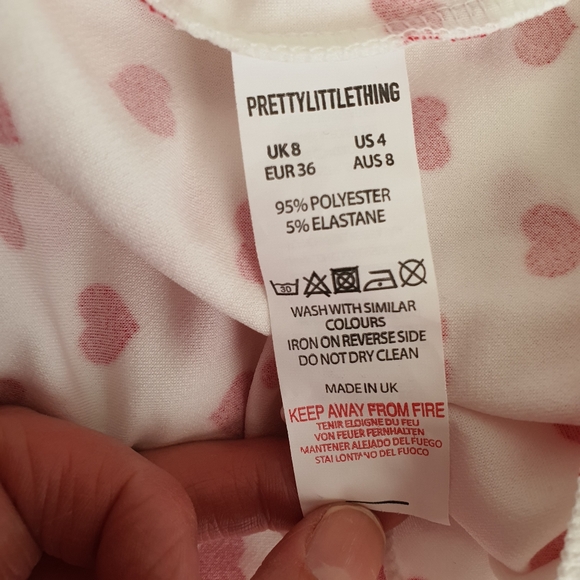 PRETTYLITTLETHING
UK 8 US 4
EUR 36 AUS 8
95% POLYESTER
5% ELASTANE
30
WASH WITH SIMILAR
COLOURS
IRON ON REVERSE SIDE
DO NOT DRY CLEAN
MADE IN UK
KEEP AWAY FROM FIRE
TENIR ELOIGNE DU FEU
VON FEUER FERNHALTEN
MANTENER ALEJADO DEL FUEGO
STAI LONTANO DEL FUOCO